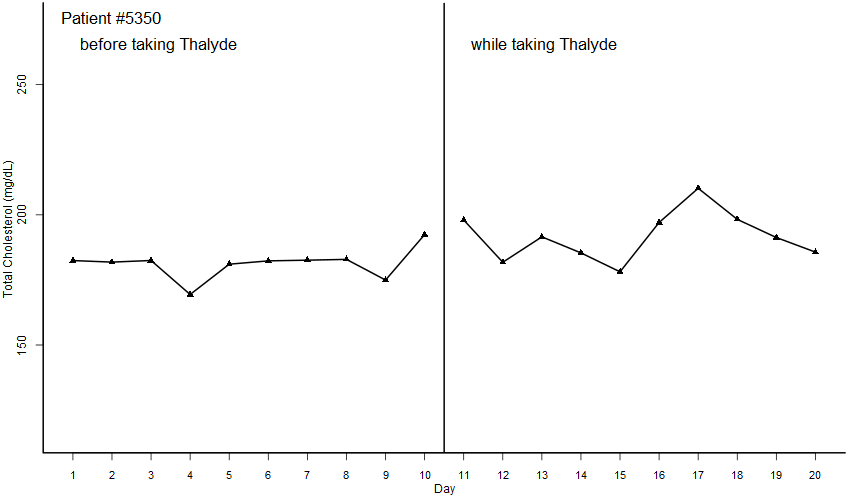 Patient #5350
before taking Thalyde
while taking Thalyde
250
200
150
Total Cholesterol (mg/dL)
1 2 3 4 5 6 7 8 9 10 11 12 13 14 15 16 17 18 19 20
Day